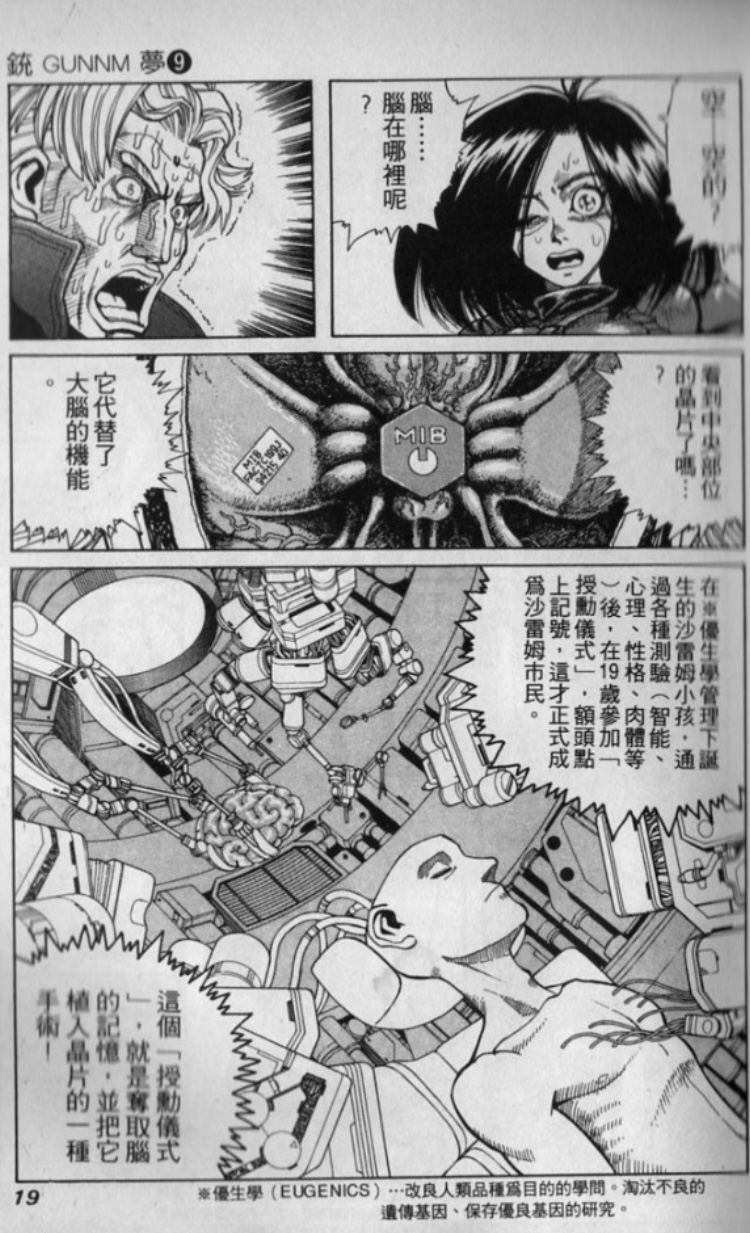 銃 GUNNM 夢❾
空—空的?
腦……
腦在哪裡呢
?
看到中央部位
的晶片了嗎…
?
MIB
MIB
94215
它代替了
大腦的機能
。
在※優生學管理下誕
生的沙雷姆小孩，通
過各種測驗（智能、
心理、性格、肉體等
）後，在19歲參加「
授勳儀式」，額頭點
上記號，這才正式成
爲沙雷姆市民。
這個「授勳儀式
」，就是奪取腦
的記憶，並把它
植入晶片的一種
手術！
※優生學（EUGENICS）…改良人類品種爲目的的學問。淘汰不良的
遺傳基因、保存優良基因的研究。
19